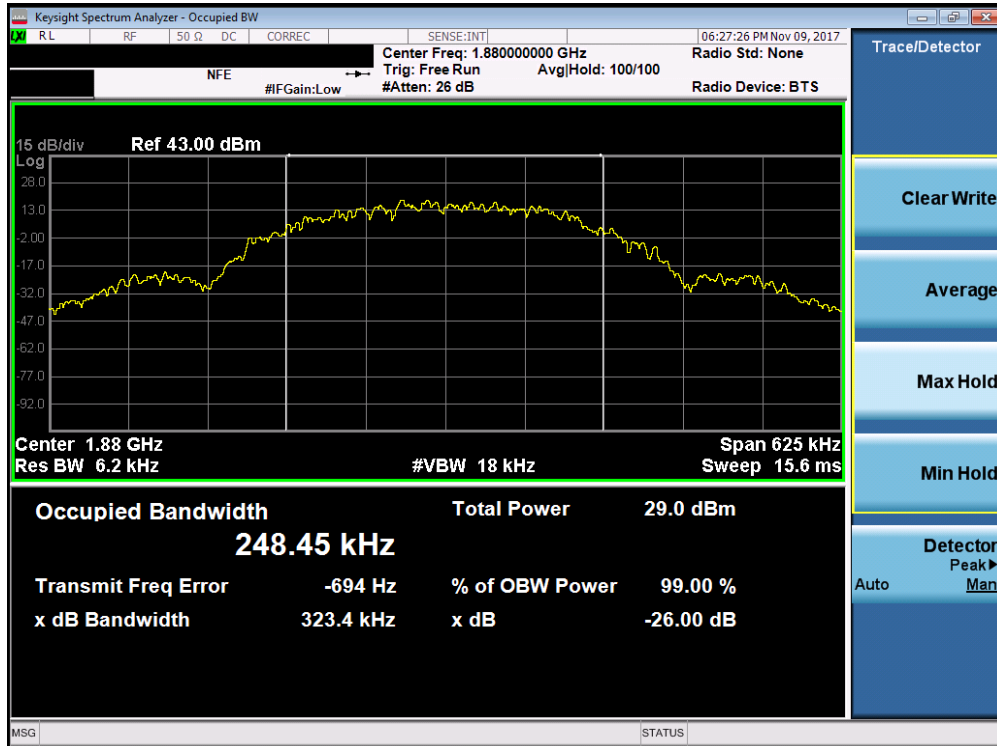 Keysight Spectrum Analyzer - Occupied BW
LXI RL RF 50 Ω DC CORREC SENSE:INT 06:27:26 PM Nov 09, 2017
Center Freq: 1.880000000 GHz Radio Std: None
NFE Trig: Free Run Avg|Hold: 100/100
#IFGain:Low #Atten: 26 dB Radio Device: BTS
15 dB/div Ref 43.00 dBm
Log
28.0
13.0
-2.00
-17.0
-32.0
-47.0
-62.0
-77.0
-92.0
Center 1.88 GHz Span 625 kHz
Res BW 6.2 kHz #VBW 18 kHz Sweep 15.6 ms
Occupied Bandwidth Total Power 29.0 dBm
248.45 kHz
Transmit Freq Error -694 Hz % of OBW Power 99.00 %
x dB Bandwidth 323.4 kHz x dB -26.00 dB
MSG STATUS
Trace/Detector
Clear Write
Average
Max Hold
Min Hold
Detector
Peak▶
Auto Man